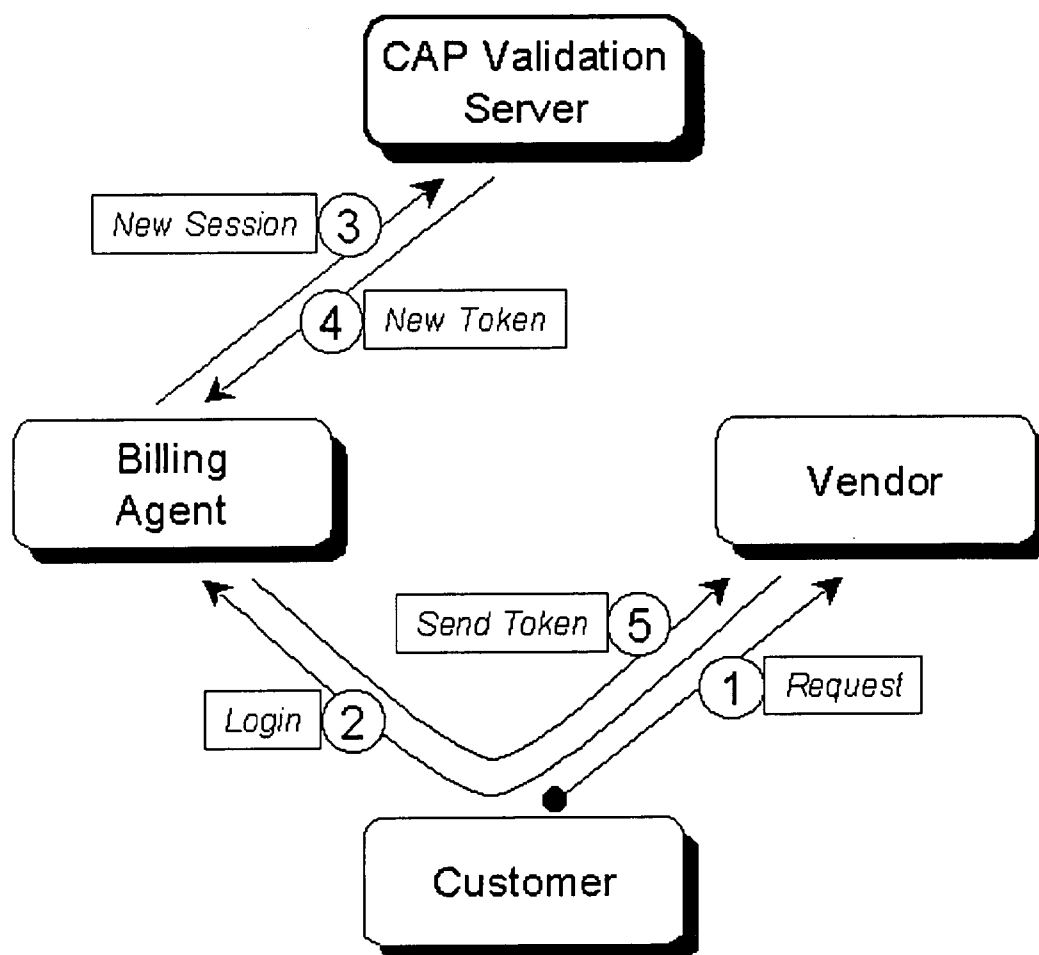 CAP Validation
Server
New Session
3
4
New Token
Billing
Agent
Vendor
Send Token
5
1
Request
Login
2
Customer